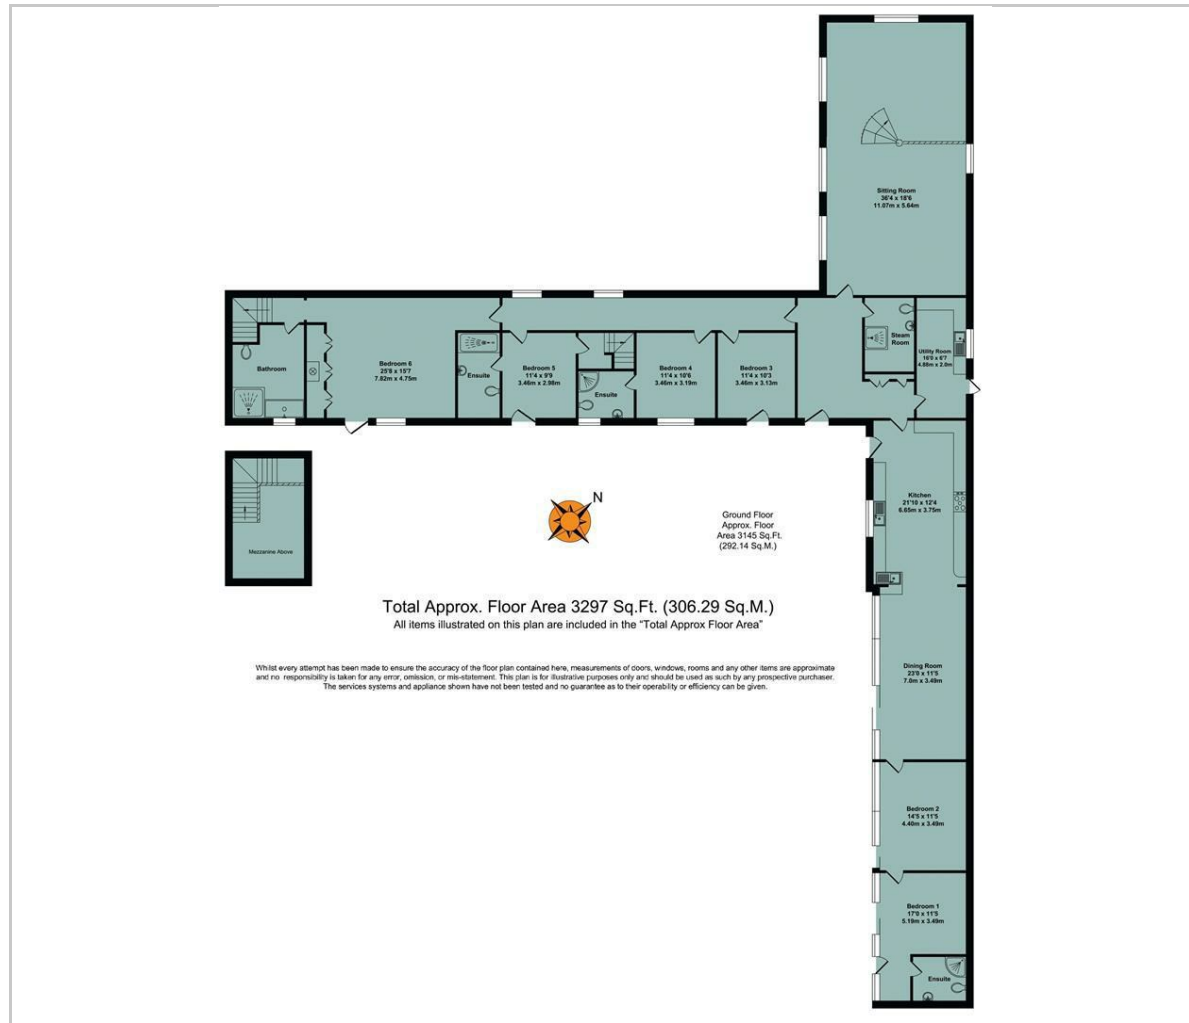 Sitting Room
36'4 x 18'6
11.07m x 5.64m
Steam
Room
Utility Room
16'0 x 6'7
4.88m x 2.0m
Bathroom
Bedroom 6
25'8 x 15'7
7.82m x 4.75m
Ensuite
Bedroom 5
11'4 x 9'9
3.46m x 2.98m
Ensuite
Bedroom 4
11'4 x 10'6
3.46m x 3.19m
Bedroom 3
11'4 x 10'3
3.46m x 3.13m
Kitchen
21'10 x 12'4
6.65m x 3.75m
Mezzanine Above
N
Ground Floor
Approx. Floor
Area 3145 Sq.Ft.
(292.14 Sq.M.)
Total Approx. Floor Area 3297 Sq.Ft. (306.29 Sq.M.)
All items illustrated on this plan are included in the "Total Approx Floor Area"
Whilst every attempt has been made to ensure the accuracy of the floor plan contained here, measurements of doors, windows, rooms and any other items are approximate
and no responsibility is taken for any error, omission, or mis-statement. This plan is for illustrative purposes only and should be used as such by any prospective purchaser.
The services systems and appliance shown have not been tested and no guarantee as to their operability or efficiency can be given.
Dining Room
23'0 x 11'5
7.0m x 3.49m
Bedroom 2
14'5 x 11'5
4.40m x 3.49m
Bedroom 1
17'0 x 11'5
5.19m x 3.49m
Ensuite